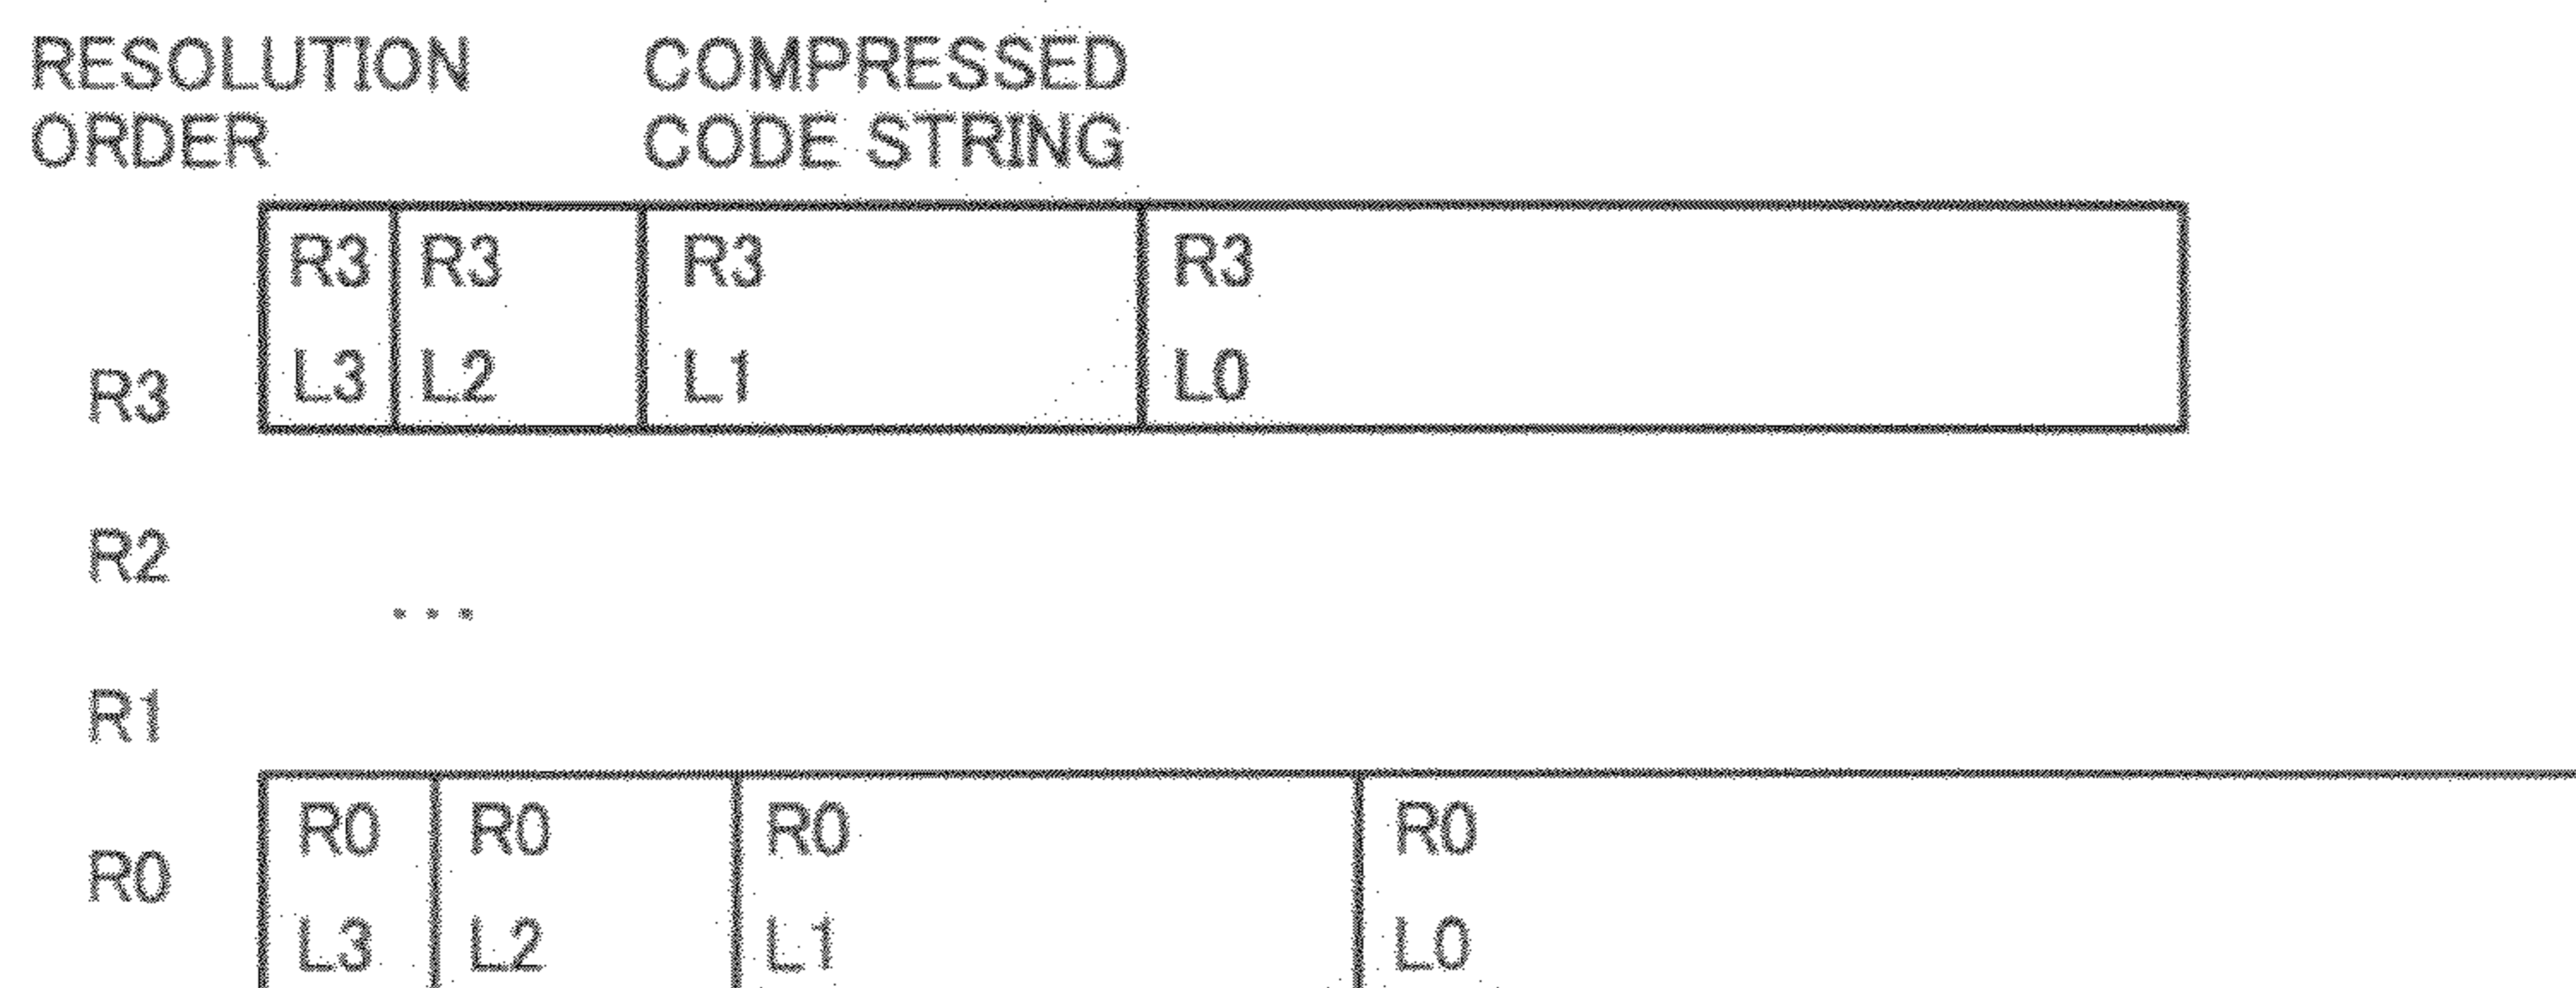 RESOLUTION COMPRESSED
ORDER CODE STRING
R3 R3 R3 R3
R3 L3 L2 L1 L0
R2
...
R1
R0 R0 R0 R0
R0
L3 L2 L1 L0